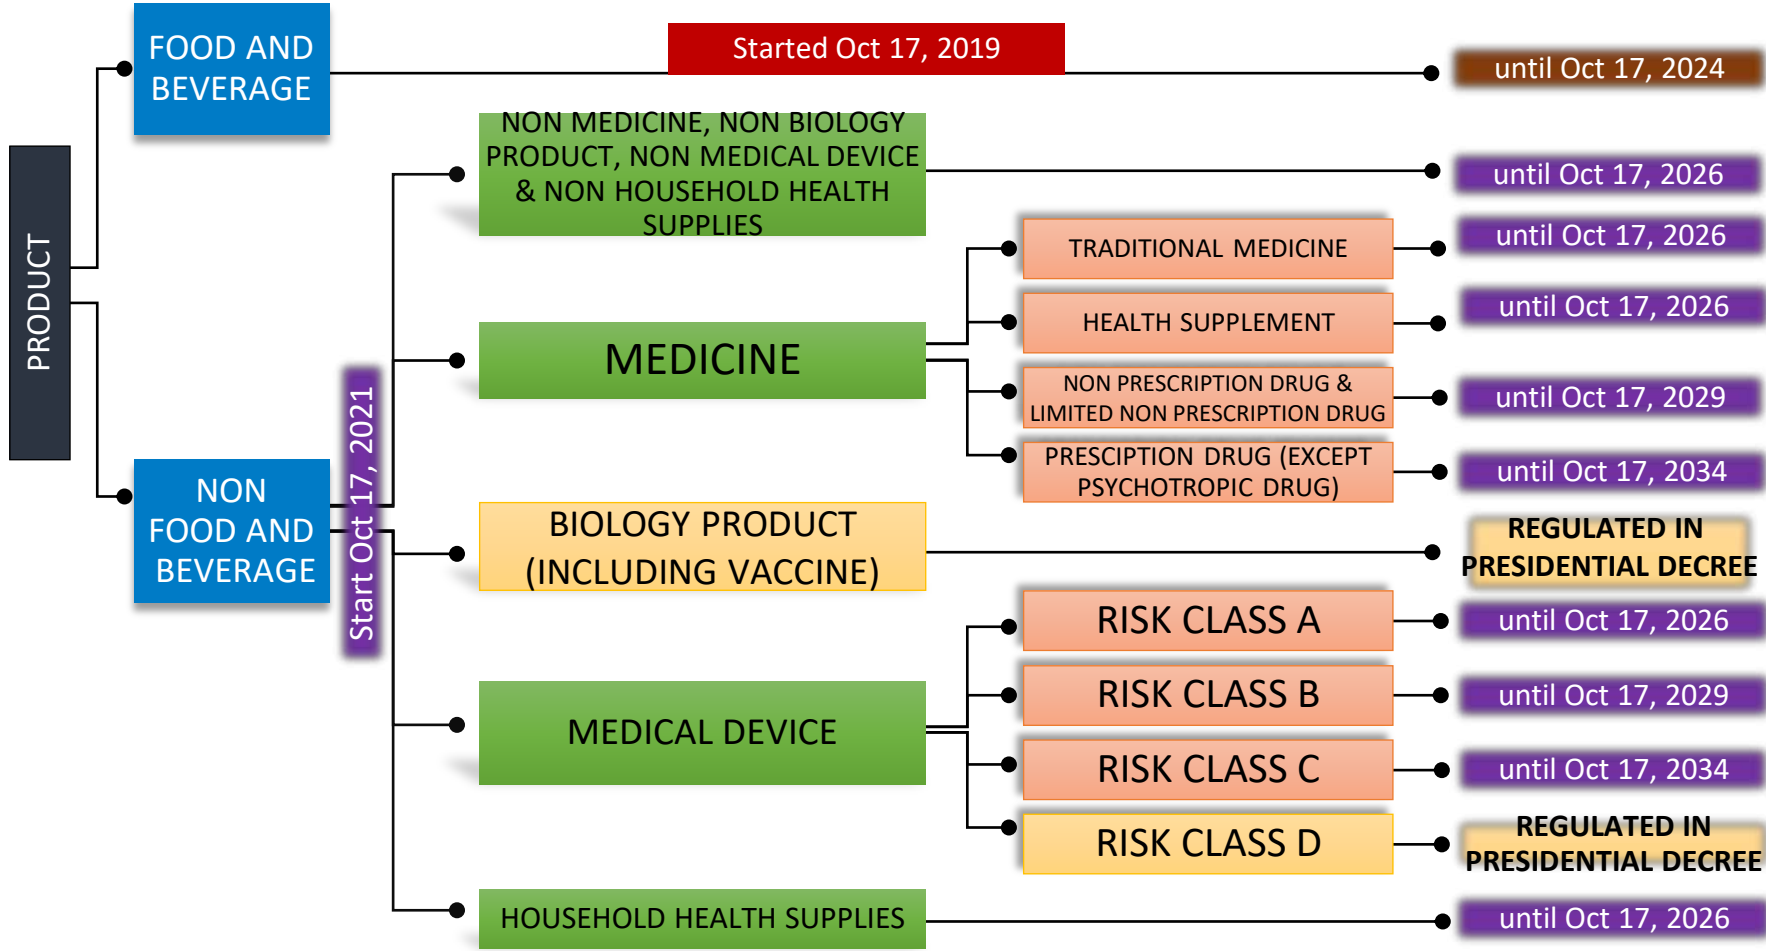 PRODUCT
FOOD AND
BEVERAGE
Started Oct 17, 2019
until Oct 17, 2024
NON
FOOD AND
BEVERAGE
Start Oct 17, 2021
NON MEDICINE, NON BIOLOGY
PRODUCT, NON MEDICAL DEVICE
& NON HOUSEHOLD HEALTH
SUPPLIES
until Oct 17, 2026
MEDICINE
TRADITIONAL MEDICINE
until Oct 17, 2026
HEALTH SUPPLEMENT
until Oct 17, 2026
NON PRESCRIPTION DRUG &
LIMITED NON PRESCRIPTION DRUG
until Oct 17, 2029
PRESCIPTION DRUG (EXCEPT
PSYCHOTROPIC DRUG)
until Oct 17, 2034
BIOLOGY PRODUCT
(INCLUDING VACCINE)
REGULATED IN
PRESIDENTIAL DECREE
MEDICAL DEVICE
RISK CLASS A
until Oct 17, 2026
RISK CLASS B
until Oct 17, 2029
RISK CLASS C
until Oct 17, 2034
RISK CLASS D
REGULATED IN
PRESIDENTIAL DECREE
HOUSEHOLD HEALTH SUPPLIES
until Oct 17, 2026